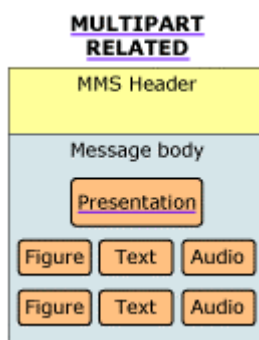 MULTIPART
RELATED
MMS Header
Message body
Presentation
Figure Text Audio
Figure Text Audio